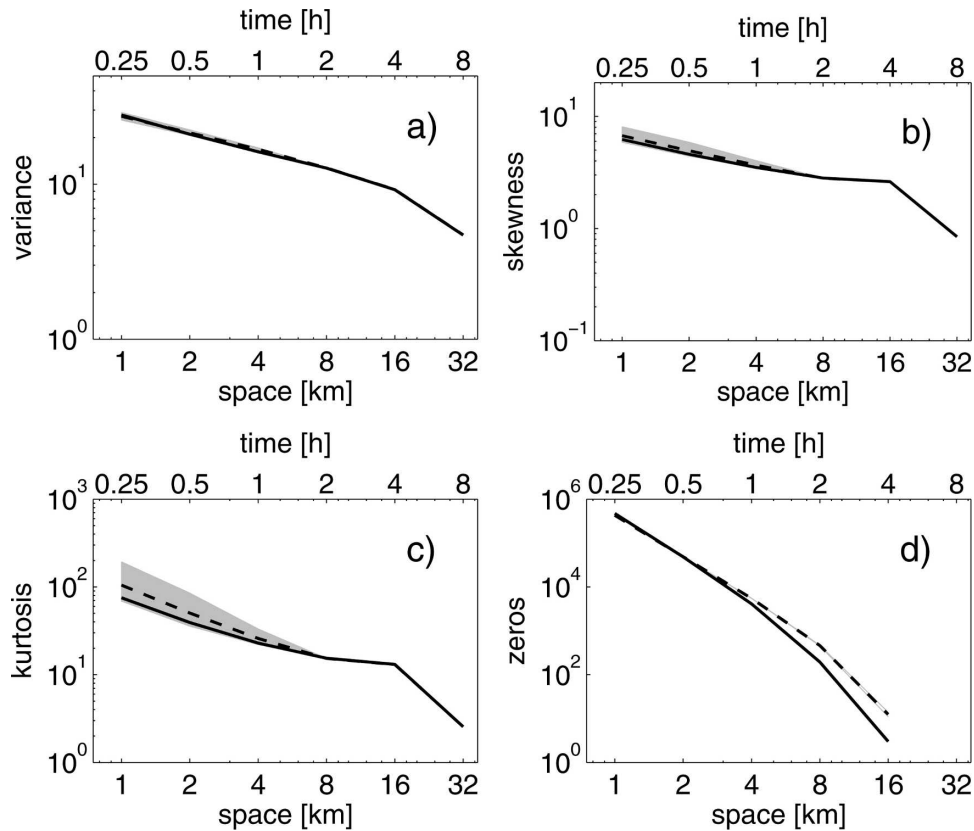 time [h]
0.25 0.5 1 2 4 8
a)
variance
10^1
10^0
1 2 4 8 16 32
space [km]
time [h]
0.25 0.5 1 2 4 8
b)
skewness
10^1
10^0
10^-1
1 2 4 8 16 32
space [km]
time [h]
0.25 0.5 1 2 4 8
c)
kurtosis
10^3
10^2
10^1
10^0
1 2 4 8 16 32
space [km]
time [h]
0.25 0.5 1 2 4 8
d)
zeros
10^6
10^4
10^2
10^0
1 2 4 8 16 32
space [km]